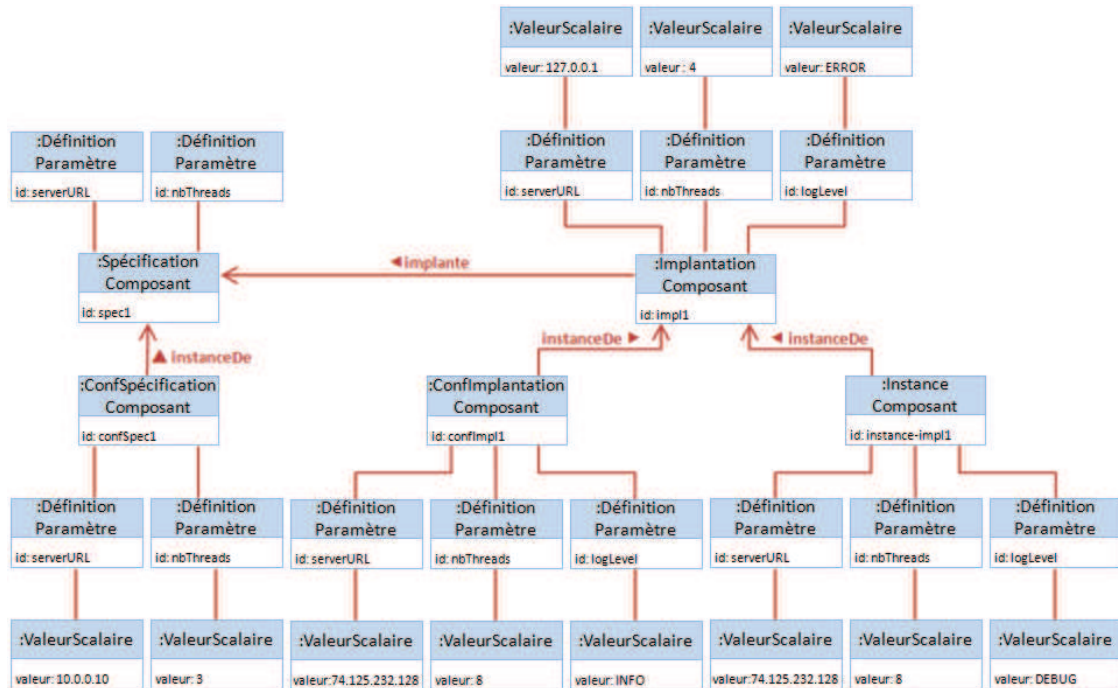 :ValeurScalaire
valeur: 127.0.0.1
:ValeurScalaire
valeur : 4
:ValeurScalaire
valeur: ERROR
:Définition
Paramètre
id: serverURL
:Définition
Paramètre
id: nbThreads
:Définition
Paramètre
id: serverURL
:Définition
Paramètre
id: nbThreads
:Définition
Paramètre
id: logLevel
:Spécification
Composant
id: spec1
◄implante
:Implantation
Composant
id: impl1
▲ instanceDe
instanceDe ►
◄ instanceDe
:ConfSpécification
Composant
id: confSpec1
:ConfImplantation
Composant
id: confImpl1
:Instance
Composant
id: instance-impl1
:Définition
Paramètre
id: serverURL
:Définition
Paramètre
id: nbThreads
:Définition
Paramètre
id: serverURL
:Définition
Paramètre
id: nbThreads
:Définition
Paramètre
id: logLevel
:Définition
Paramètre
id: serverURL
:Définition
Paramètre
id: nbThreads
:Définition
Paramètre
id: logLevel
:ValeurScalaire
valeur: 10.0.0.10
:ValeurScalaire
valeur: 3
:ValeurScalaire
valeur:74.125.232.128
:ValeurScalaire
valeur: 8
:ValeurScalaire
valeur: INFO
:ValeurScalaire
valeur:74.125.232.128
:ValeurScalaire
valeur: 8
:ValeurScalaire
valeur: DEBUG